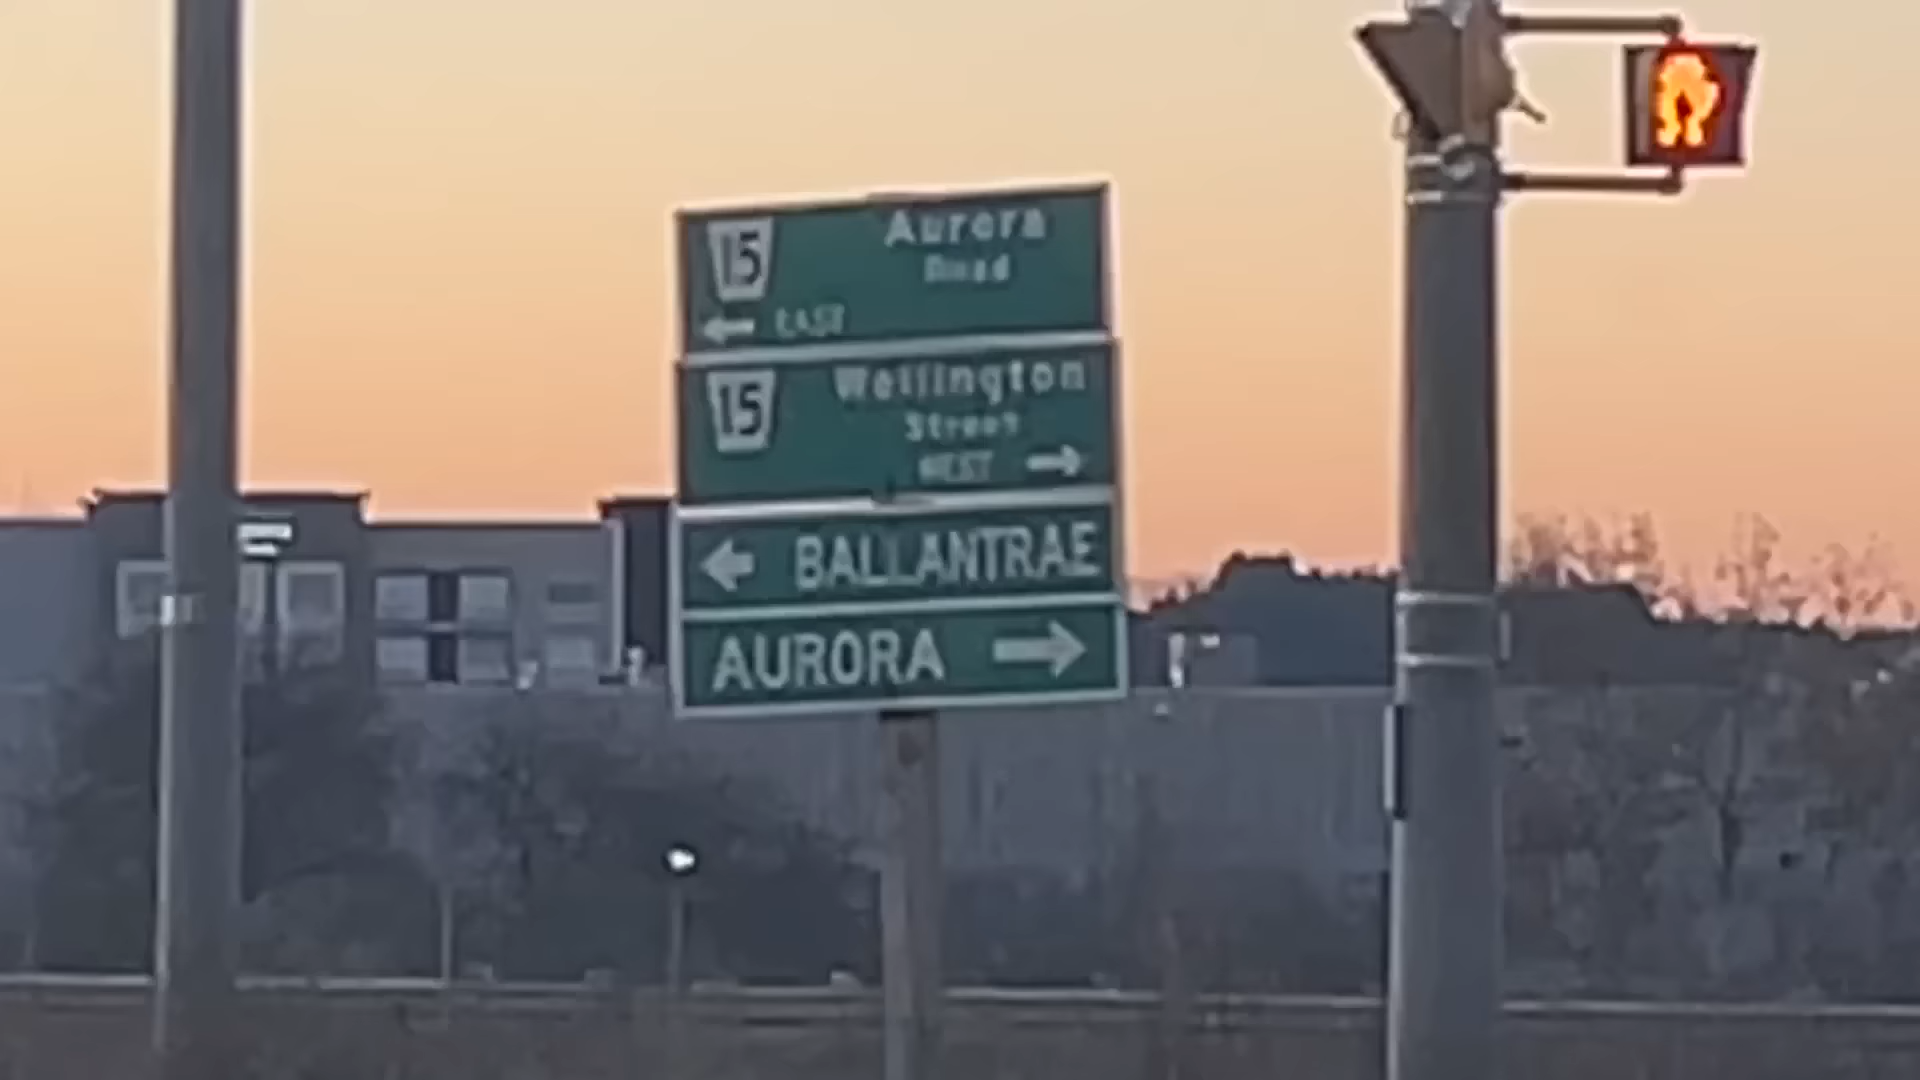 15 Aurora
Road
← EAST
15 Wellington
Street
WEST →
← BALLANTRAE
AURORA →